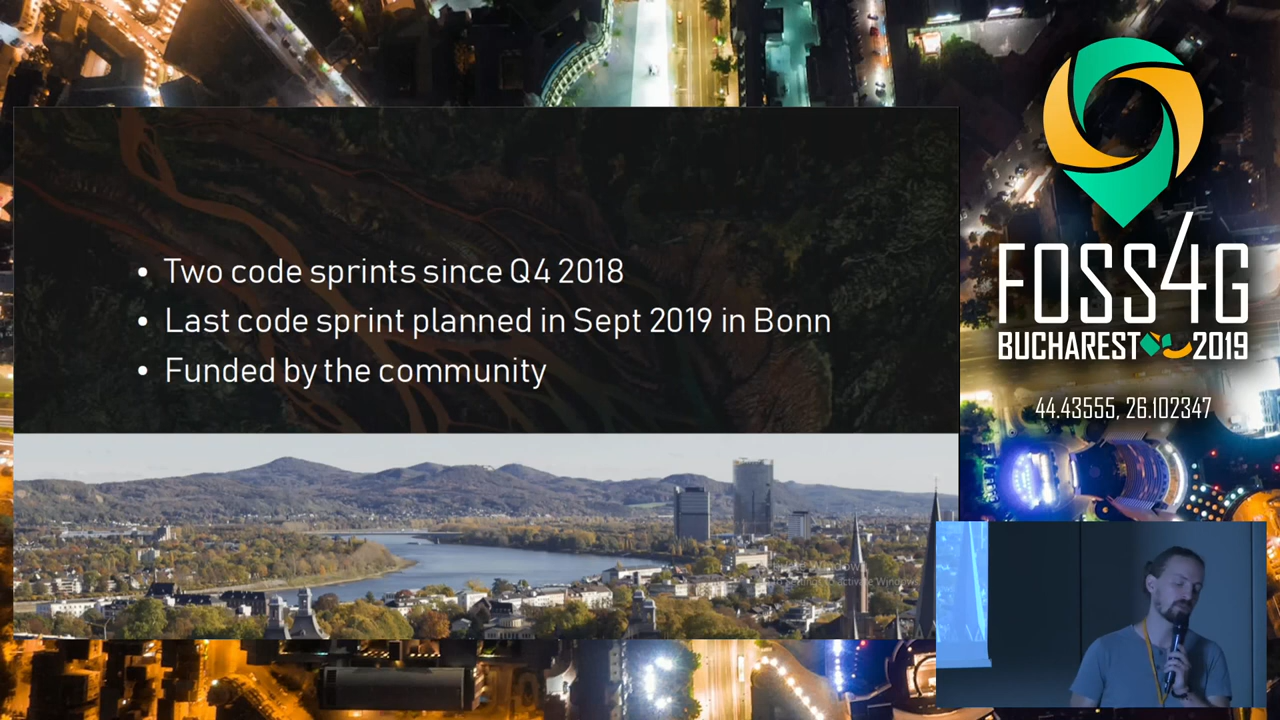 • Two code sprints since Q4 2018
• Last code sprint planned in Sept 2019 in Bonn
• Funded by the community
FOSS4G
BUCHAREST 2019
44.43555, 26.102347